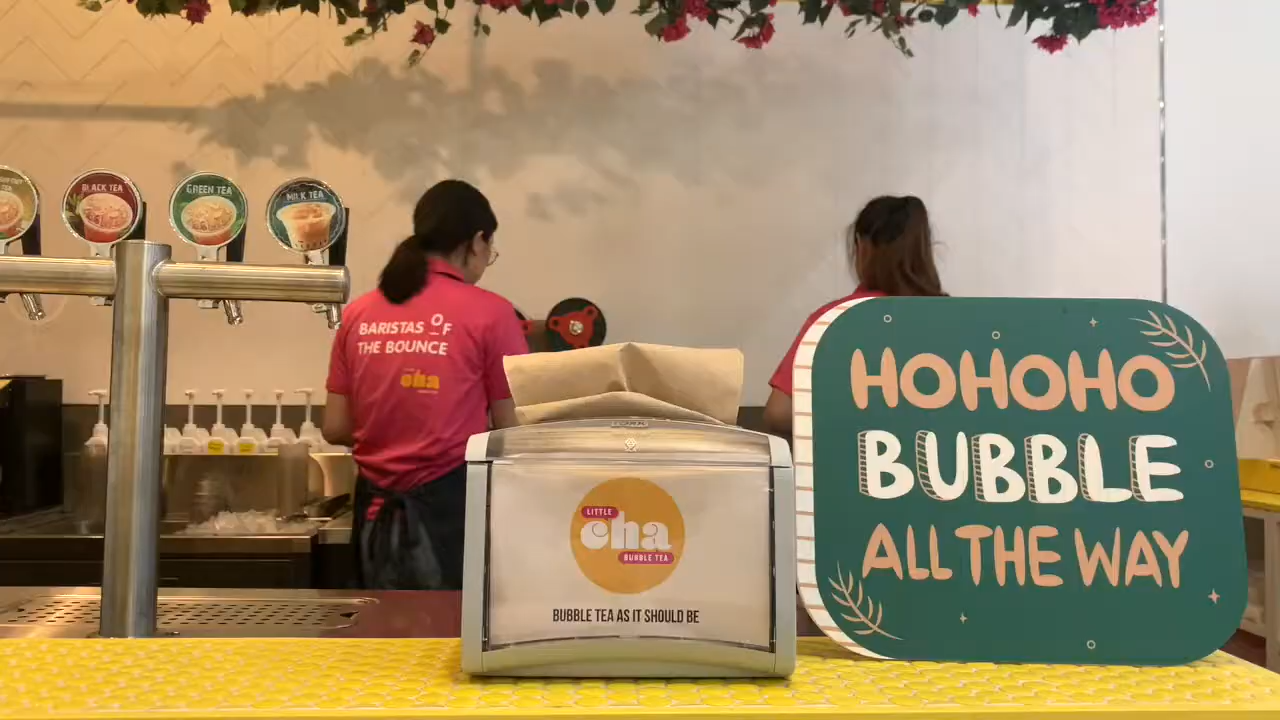 BLACK TEA
GREEN TEA
MILK TEA
BARISTAS OF
THE BOUNCE
cha
LITTLE
cha
BUBBLE TEA
BUBBLE TEA AS IT SHOULD BE
HOHOHO
BUBBLE
ALL THE WAY